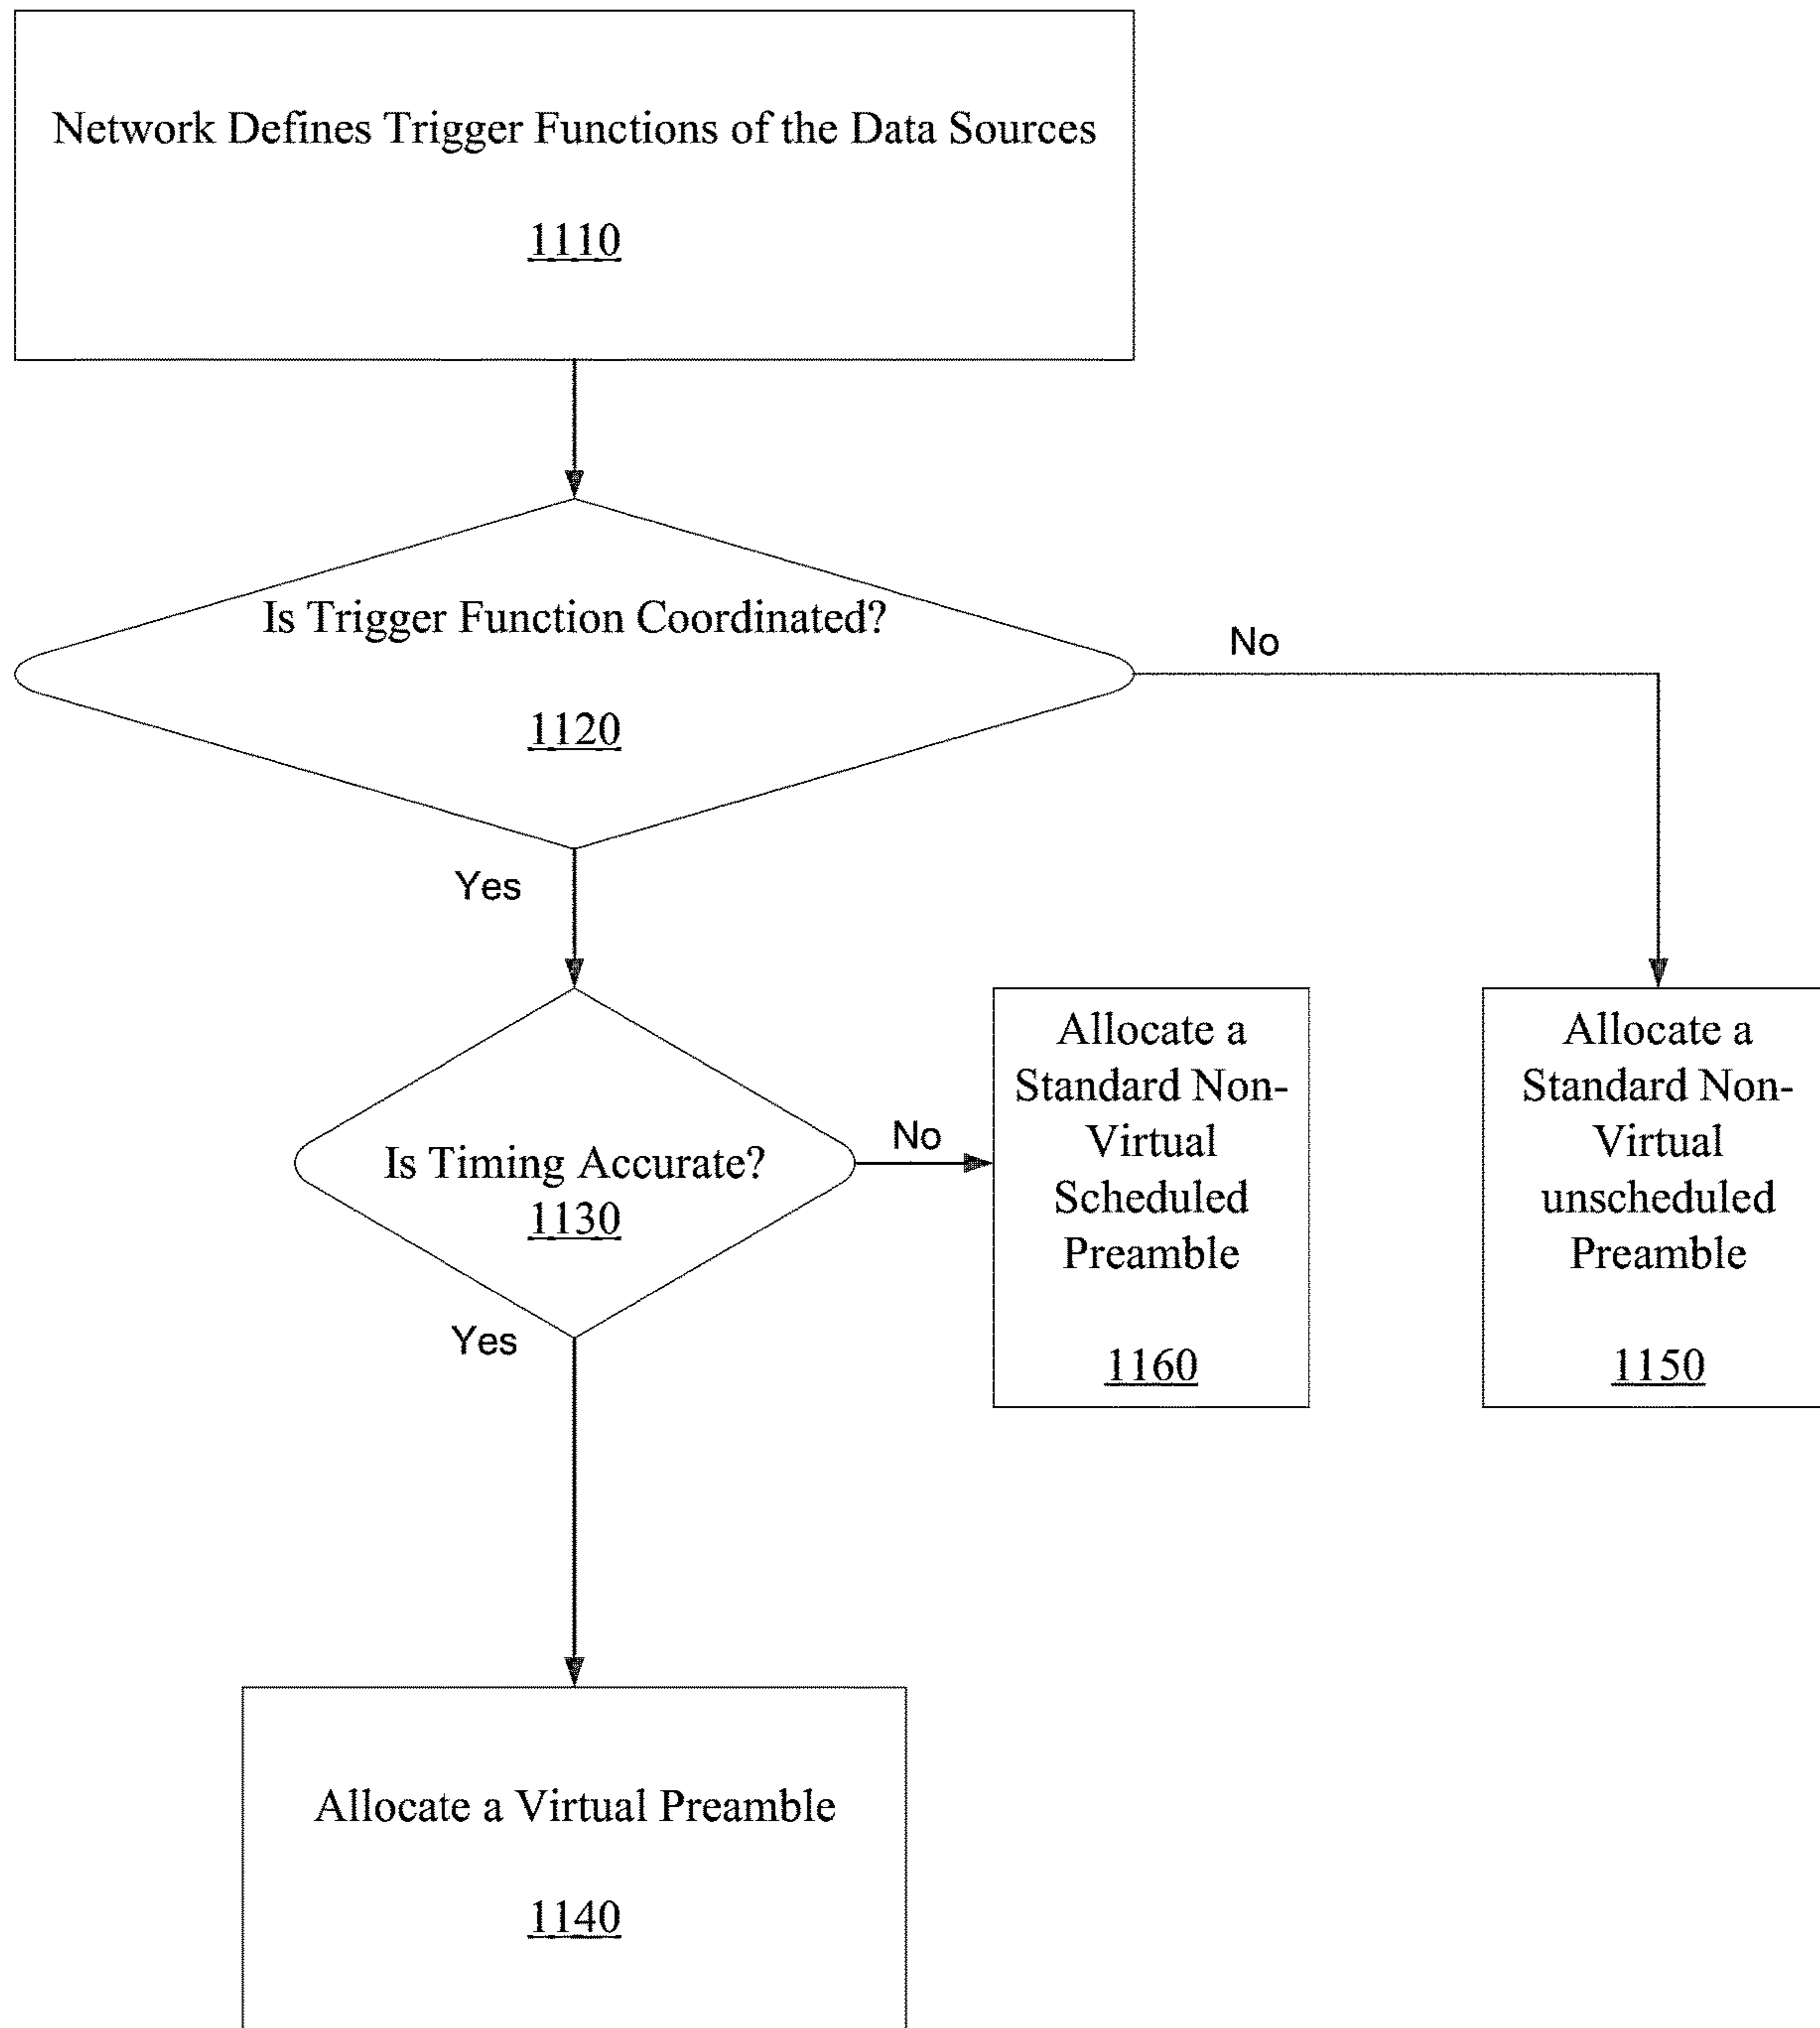 Network Defines Trigger Functions of the Data Sources
1110
Is Trigger Function Coordinated?
1120
No
Yes
Is Timing Accurate?
1130
No
Yes
Allocate a
Standard Non-
Virtual
Scheduled
Preamble
1160
Allocate a
Standard Non-
Virtual
unscheduled
Preamble
1150
Allocate a Virtual Preamble
1140